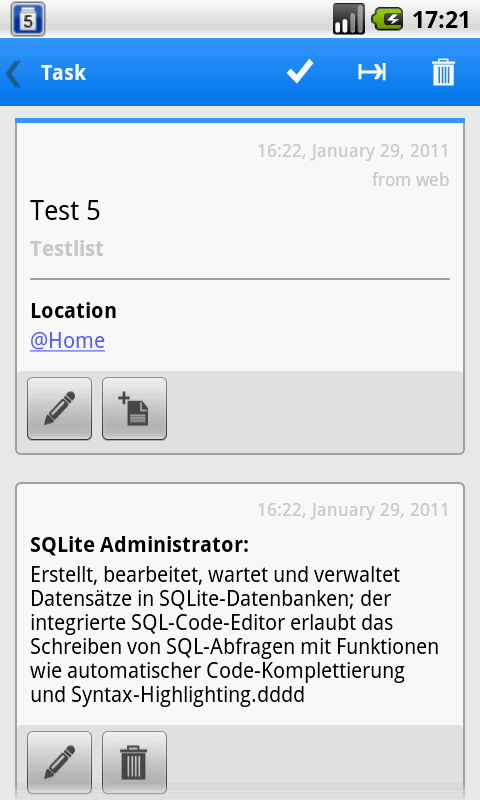 5
17:21
Task
16:22, January 29, 2011
from web
Test 5
Testlist
Location
@Home
16:22, January 29, 2011
SQLite Administrator:
Erstellt, bearbeitet, wartet und verwaltet
Datensätze in SQLite-Datenbanken; der
integrierte SQL-Code-Editor erlaubt das
Schreiben von SQL-Abfragen mit Funktionen
wie automatischer Code-Komplettierung
und Syntax-Highlighting.dddd